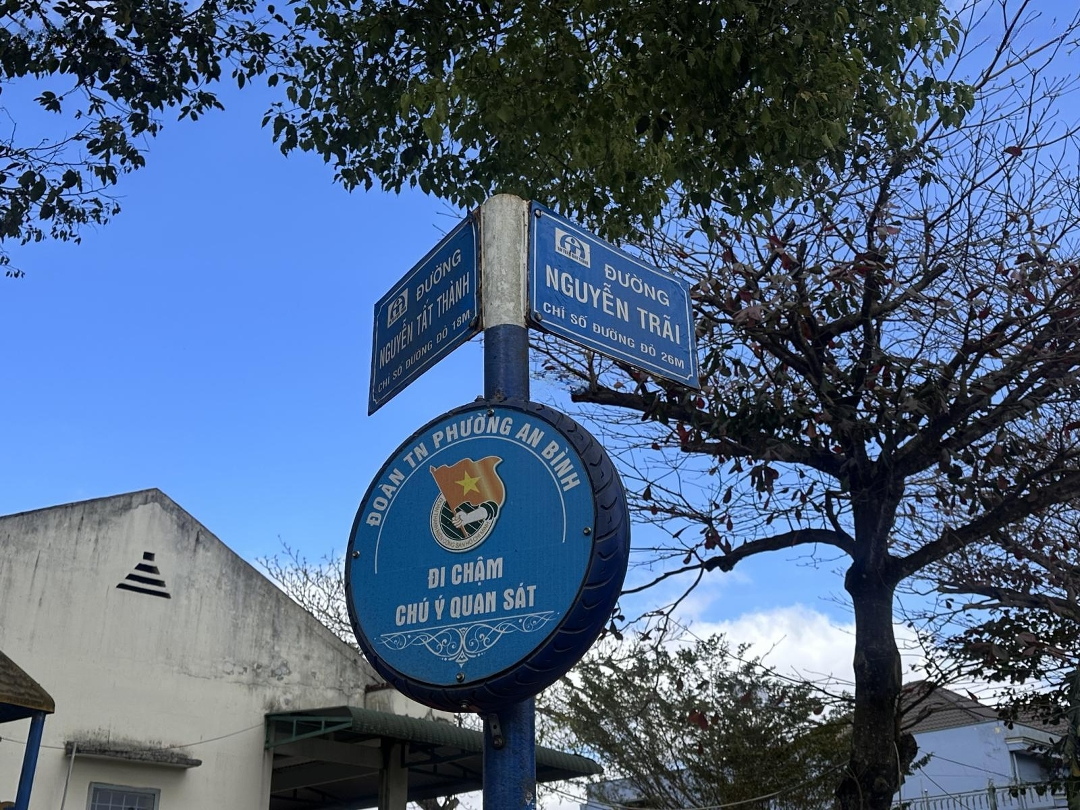 ĐƯỜNG
NGUYỄN TẤT THÀNH
CHỈ SỐ ĐƯỜNG ĐỎ 18M
ĐƯỜNG
NGUYỄN TRÃI
CHỈ SỐ ĐƯỜNG ĐỎ 26M
ĐOÀN TN PHƯỜNG AN BÌNH
ĐI CHẬM
CHÚ Ý QUAN SÁT